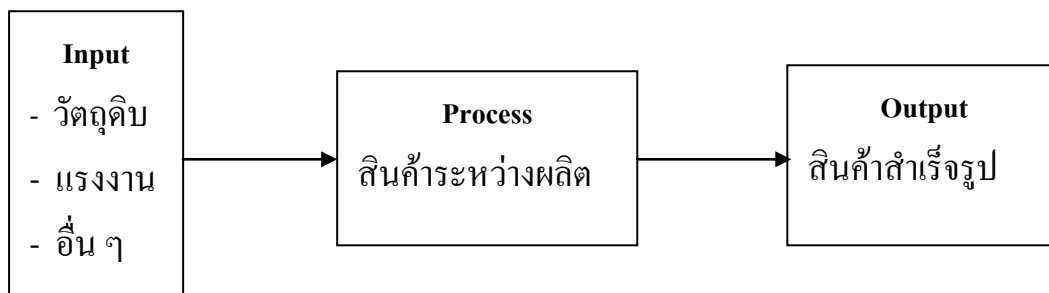 Input
- วัตถุดิบ
- แรงงาน
- อื่น ๆ
Process
สินค้าระหว่างผลิต
Output
สินค้าสำเร็จรูป